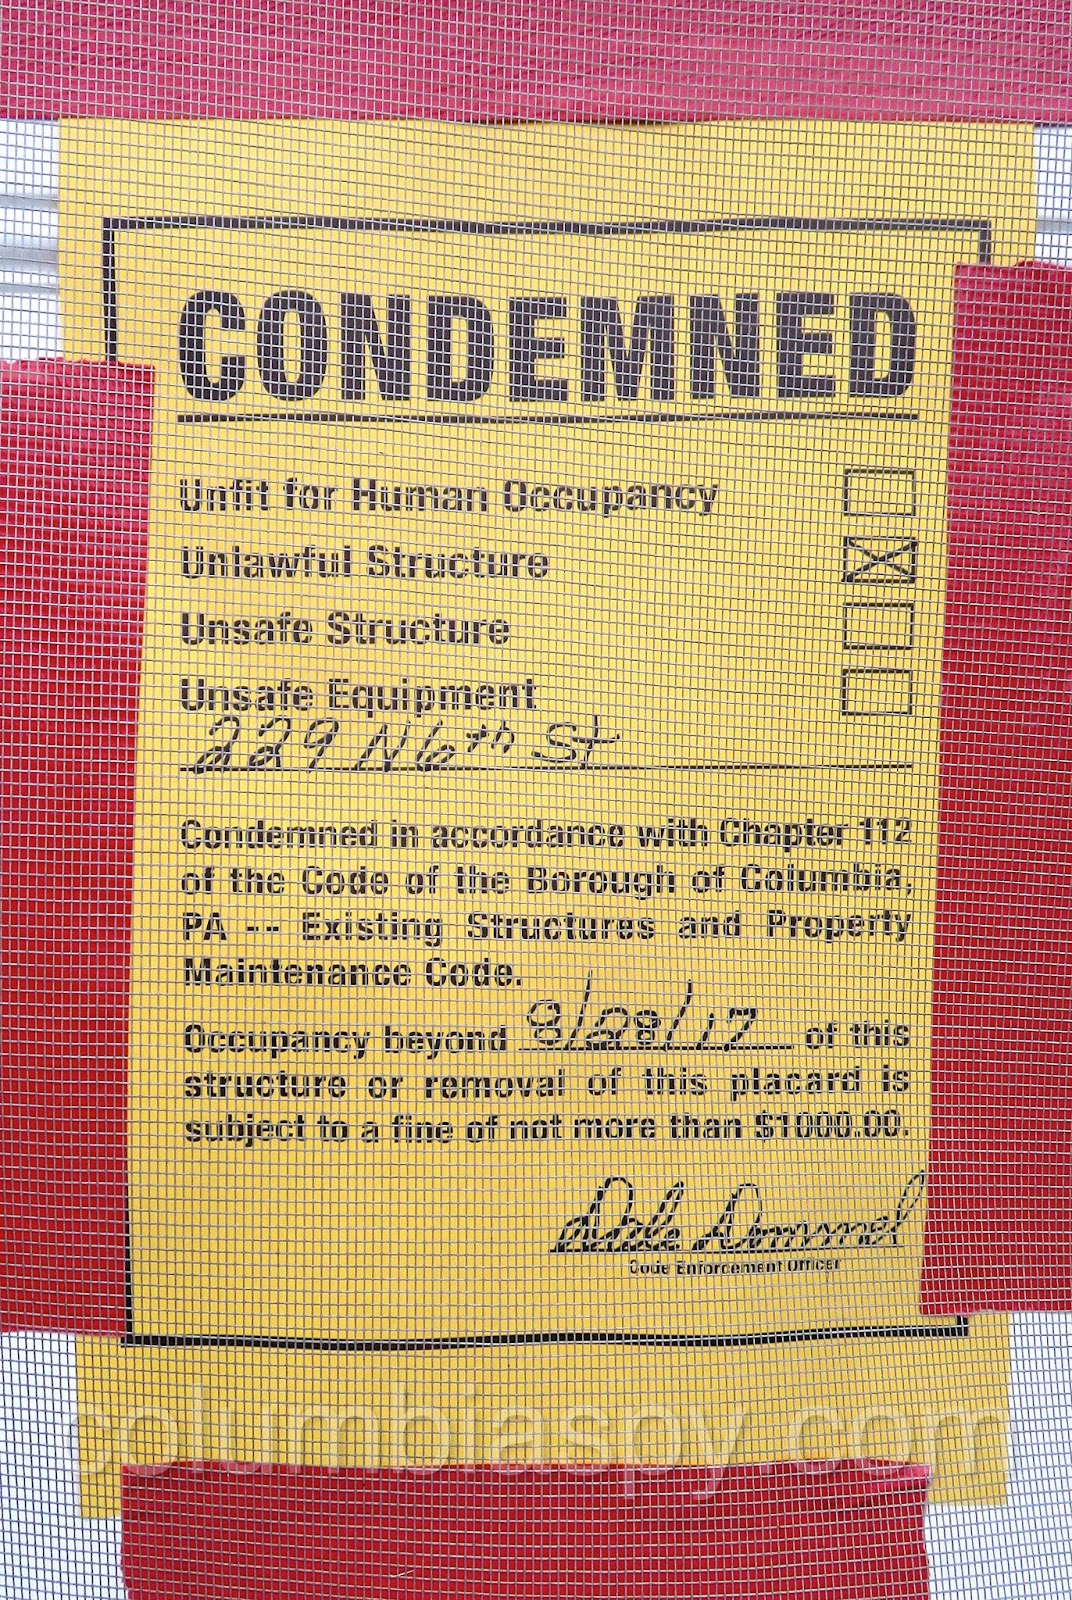 CONDEMNED
Unfit for Human Occupancy
Unlawful Structure
Unsafe Structure
Unsafe Equipment
229 N 6th St
Condemned in accordance with Chapter 112
of the Code of the Borough of Columbia,
PA -- Existing Structures and Property
Maintenance Code.
Occupancy beyond 8/28/17 of this
structure or removal of this placard is
subject to a fine of not more than $1000.00.
Dale Dommel
Code Enforcement Officer
columbiaspy.com